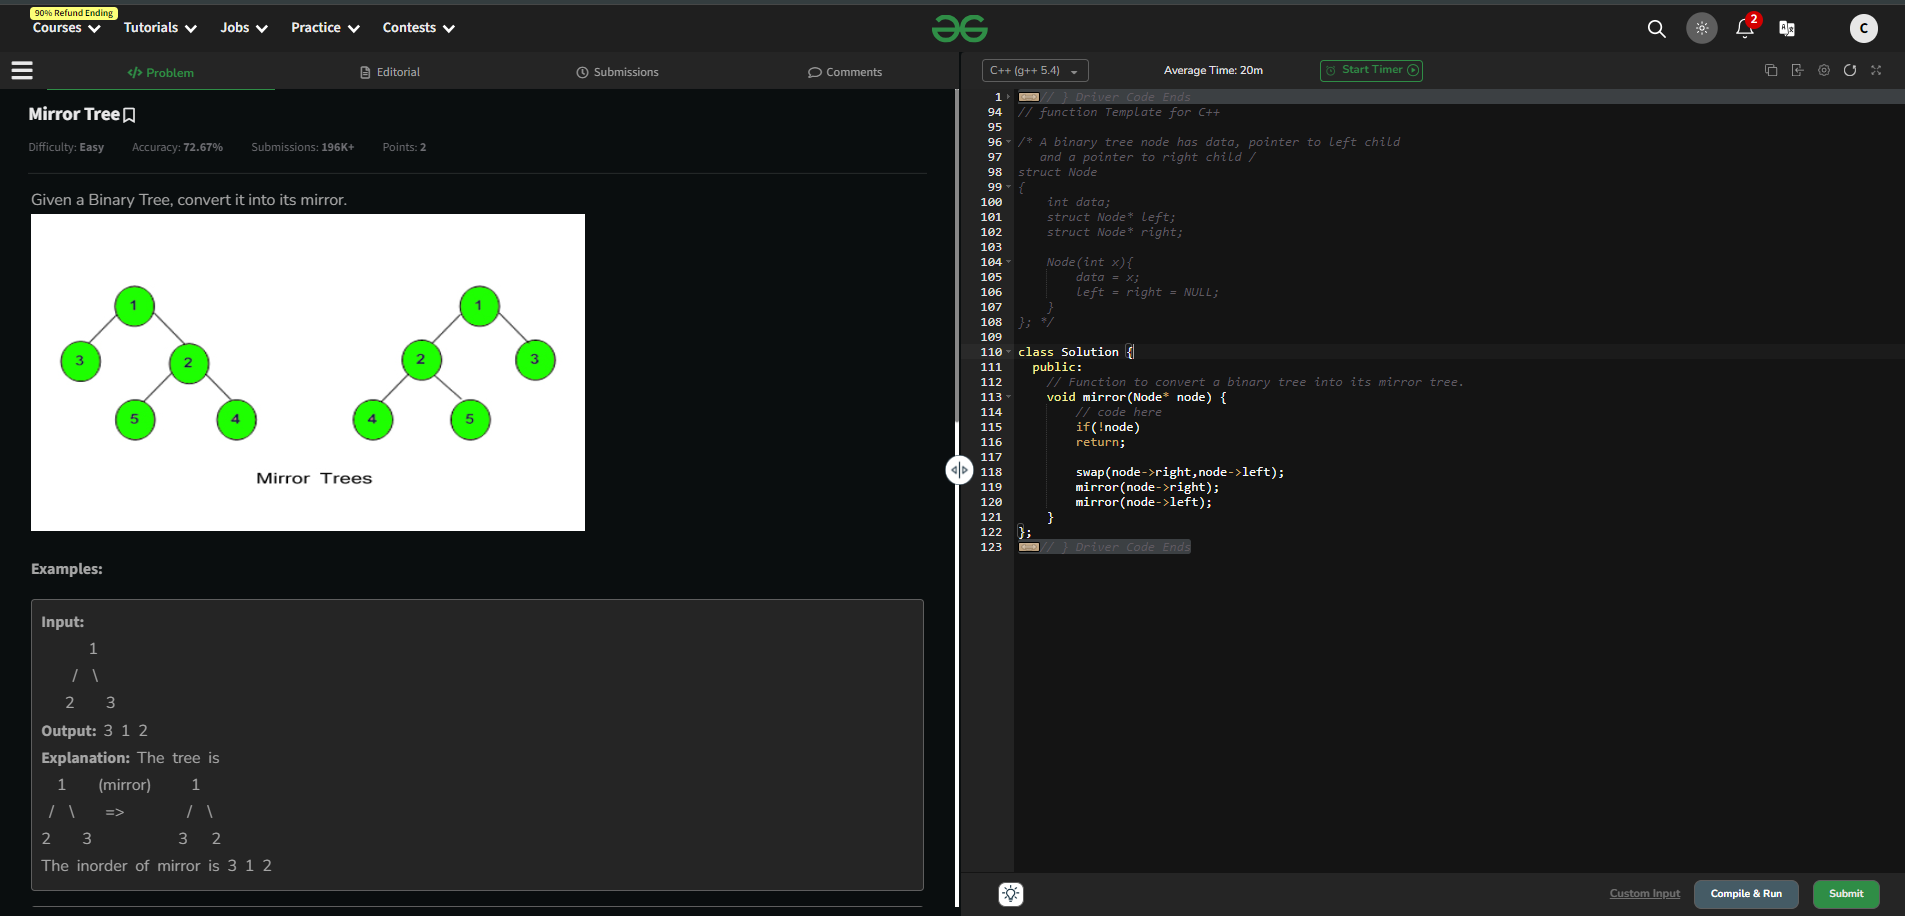 90% Refund Ending
Courses Tutorials Jobs Practice Contests
2
C
Problem Editorial Submissions Comments
Mirror Tree
Difficulty: Easy Accuracy: 72.67% Submissions: 196K+ Points: 2
Given a Binary Tree, convert it into its mirror.
1 1
3 2 2 3
5 4 4 5
Mirror Trees
Examples:
Input:
1
/ \
2 3
Output: 3 1 2
Explanation: The tree is
1 (mirror) 1
/ \ => / \
2 3 3 2
The inorder of mirror is 3 1 2
C++ (g++ 5.4) Average Time: 20m Start Timer
1 // } Driver Code Ends
94 // function Template for C++
95
96 /* A binary tree node has data, pointer to left child
97 and a pointer to right child /
98 struct Node
99 {
100 int data;
101 struct Node* left;
102 struct Node* right;
103
104 Node(int x){
105 data = x;
106 left = right = NULL;
107 }
108 }; */
109
110 class Solution {
111 public:
112 // Function to convert a binary tree into its mirror tree.
113 void mirror(Node* node) {
114 // code here
115 if(!node)
116 return;
117
118 swap(node->right,node->left);
119 mirror(node->right);
120 mirror(node->left);
121 }
122 };
123 // } Driver Code Ends
Custom Input Compile & Run Submit